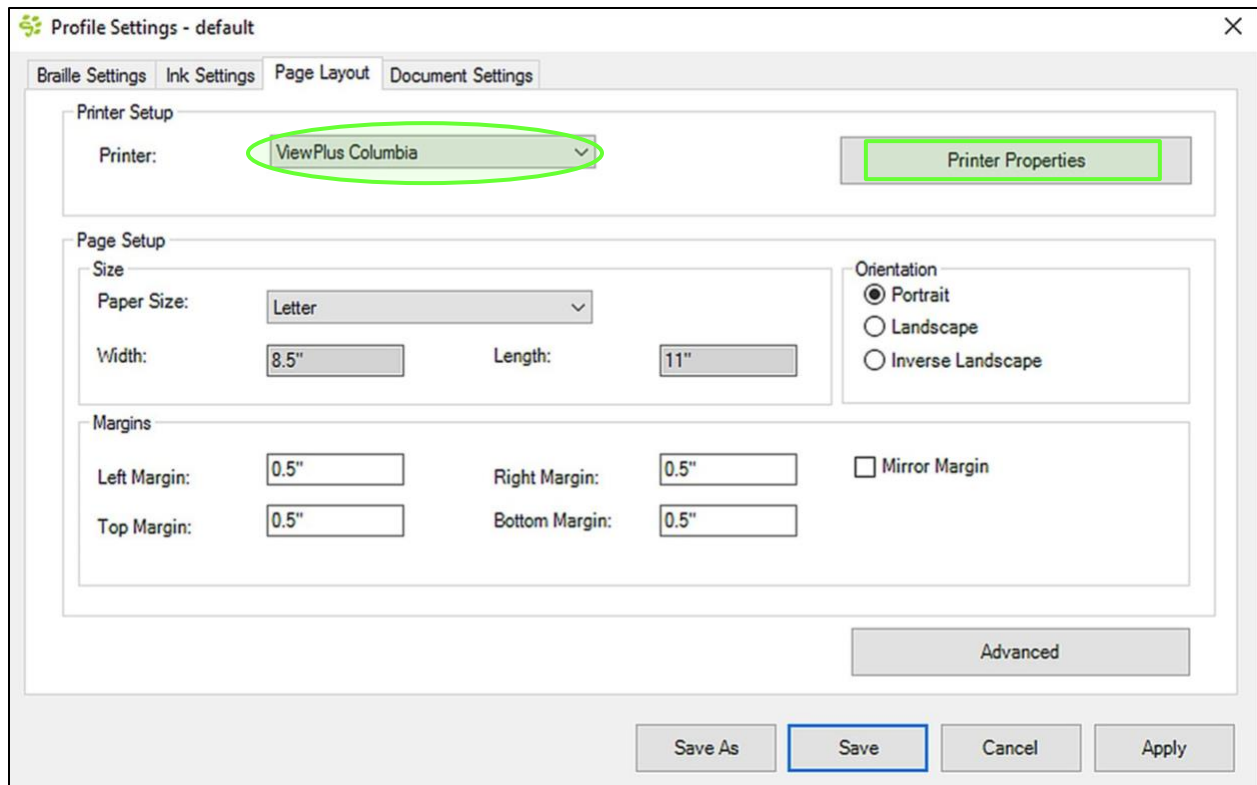 Profile Settings - default
Braille Settings Ink Settings Page Layout Document Settings
Printer Setup
Printer: ViewPlus Columbia Printer Properties
Page Setup
Size Orientation
Paper Size: Letter Portrait
Landscape
Width: 8.5" Length: 11" Inverse Landscape
Margins
Left Margin: 0.5" Right Margin: 0.5" Mirror Margin
Top Margin: 0.5" Bottom Margin: 0.5"
Advanced
Save As Save Cancel Apply